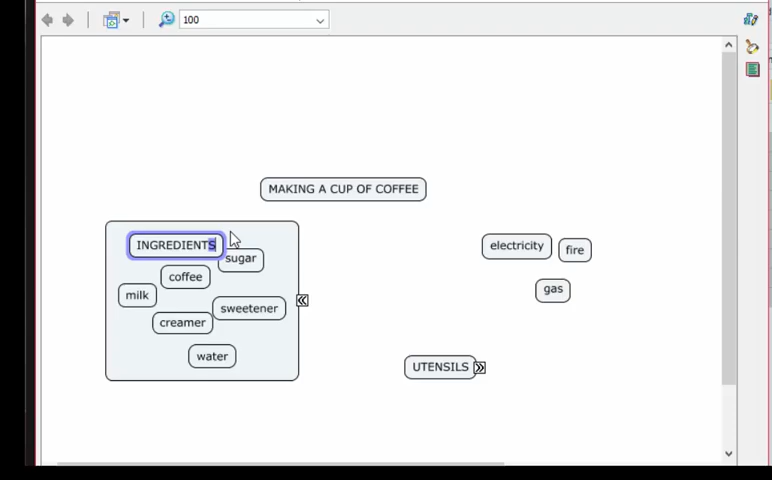 100
MAKING A CUP OF COFFEE
INGREDIENTS
sugar
coffee
milk
sweetener
creamer
water
electricity
fire
gas
UTENSILS